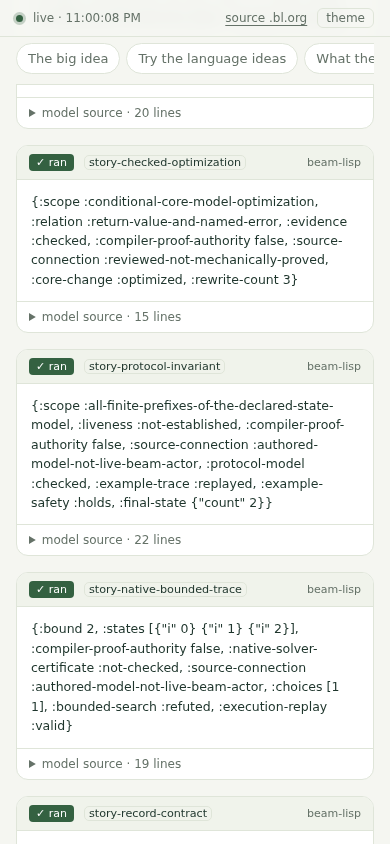 live · 11:00:08 PM source .bl.org theme
The big idea Try the language ideas What the
▶ model source · 20 lines
✓ ran story-checked-optimization beam-lisp
{:scope :conditional-core-model-optimization,
:relation :return-value-and-named-error, :evidence
:checked, :compiler-proof-authority false, :source-
connection :reviewed-not-mechanically-proved,
:core-change :optimized, :rewrite-count 3}
▶ model source · 15 lines
✓ ran story-protocol-invariant beam-lisp
{:scope :all-finite-prefixes-of-the-declared-state-
model, :liveness :not-established, :compiler-proof-
authority false, :source-connection :authored-
model-not-live-beam-actor, :protocol-model
:checked, :example-trace :replayed, :example-
safety :holds, :final-state {"count" 2}}
▶ model source · 22 lines
✓ ran story-native-bounded-trace beam-lisp
{:bound 2, :states [{"i" 0} {"i" 1} {"i" 2}],
:compiler-proof-authority false, :native-solver-
certificate :not-checked, :source-connection
:authored-model-not-live-beam-actor, :choices [1
1], :bounded-search :refuted, :execution-replay
:valid}
▶ model source · 19 lines
✓ ran story-record-contract beam-lisp